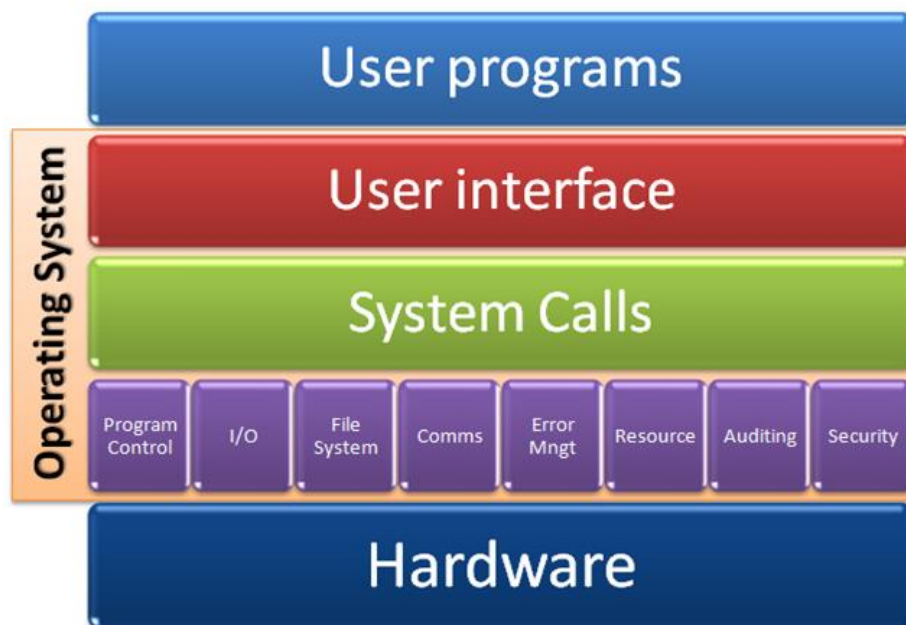 User programs
Operating System
User interface
System Calls
Program
Control
I/O
File
System
Comms
Error
Mngt
Resource
Auditing
Security
Hardware